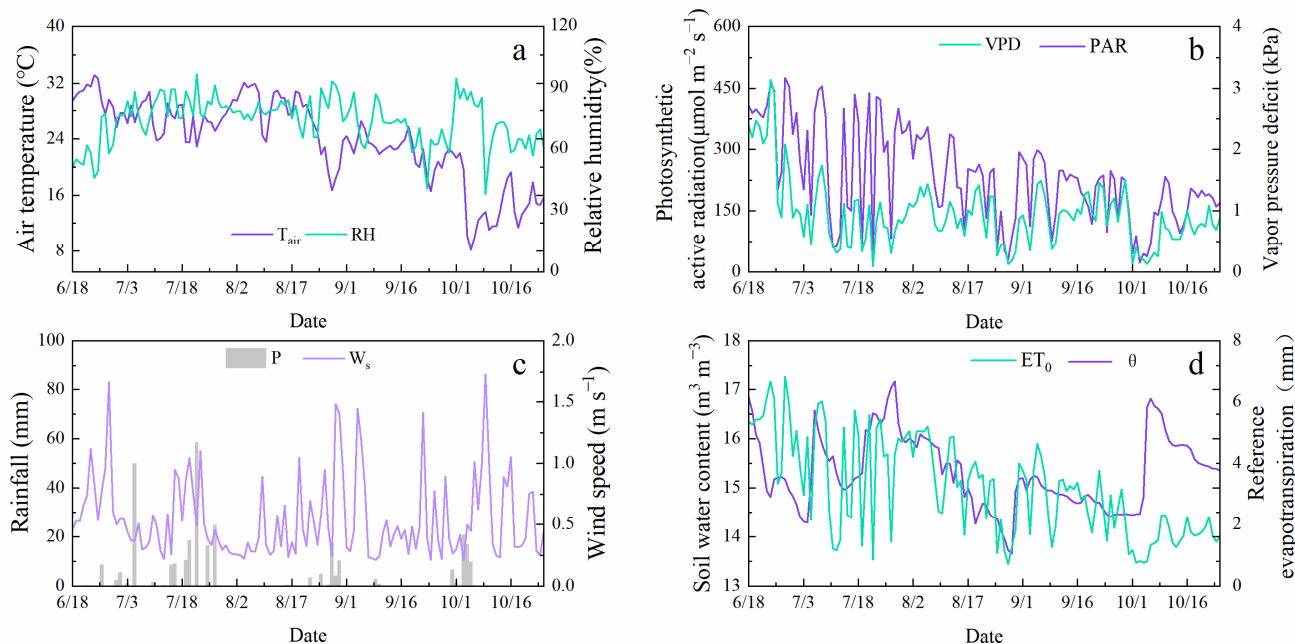 a
Air temperature (℃)
40
32
24
16
8
120
90
60
30
0
Relative humidity(%)
T_air RH
6/18 7/3 7/18 8/2 8/17 9/1 9/16 10/1 10/16
Date
b
Photosynthetic
active radiation(μmol m⁻² s⁻¹)
600
450
300
150
0
4
3
2
1
0
Vapor pressure deficit (kPa)
VPD PAR
6/18 7/3 7/18 8/2 8/17 9/1 9/16 10/1 10/16
Date
c
Rainfall (mm)
100
80
60
40
20
0
2.0
1.5
1.0
0.5
0.0
Wind speed (m s⁻¹)
P W_s
6/18 7/3 7/18 8/2 8/17 9/1 9/16 10/1 10/16
Date
d
Soil water content (m³ m⁻³)
18
17
16
15
14
13
8
6
4
2
0
Reference
evapotranspiration (mm)
ET₀ θ
6/18 7/3 7/18 8/2 8/17 9/1 9/16 10/1 10/16
Date